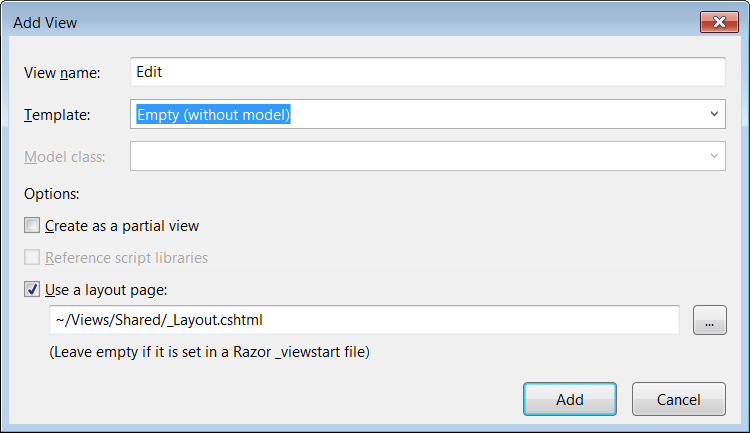 Add View
View name: Edit
Template: Empty (without model)
Model class:
Options:
Create as a partial view
Reference script libraries
Use a layout page:
~/Views/Shared/_Layout.cshtml ...
(Leave empty if it is set in a Razor _viewstart file)
Add Cancel